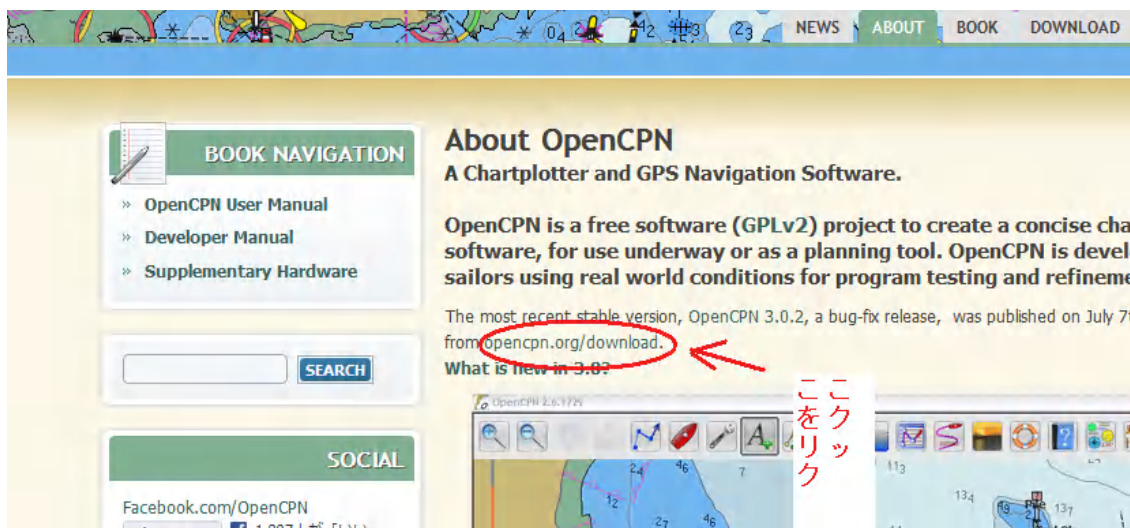 NEWS ABOUT BOOK DOWNLOAD
BOOK NAVIGATION
» OpenCPN User Manual
» Developer Manual
» Supplementary Hardware
SEARCH
SOCIAL
Facebook.com/OpenCPN
About OpenCPN
A Chartplotter and GPS Navigation Software.
OpenCPN is a free software (GPLv2) project to create a concise cha
software, for use underway or as a planning tool. OpenCPN is devel
sailors using real world conditions for program testing and refineme
The most recent stable version, OpenCPN 3.0.2, a bug-fix release, was published on July 7t
from opencpn.org/download.
What is new in 3.0?
こクッ
こをリク